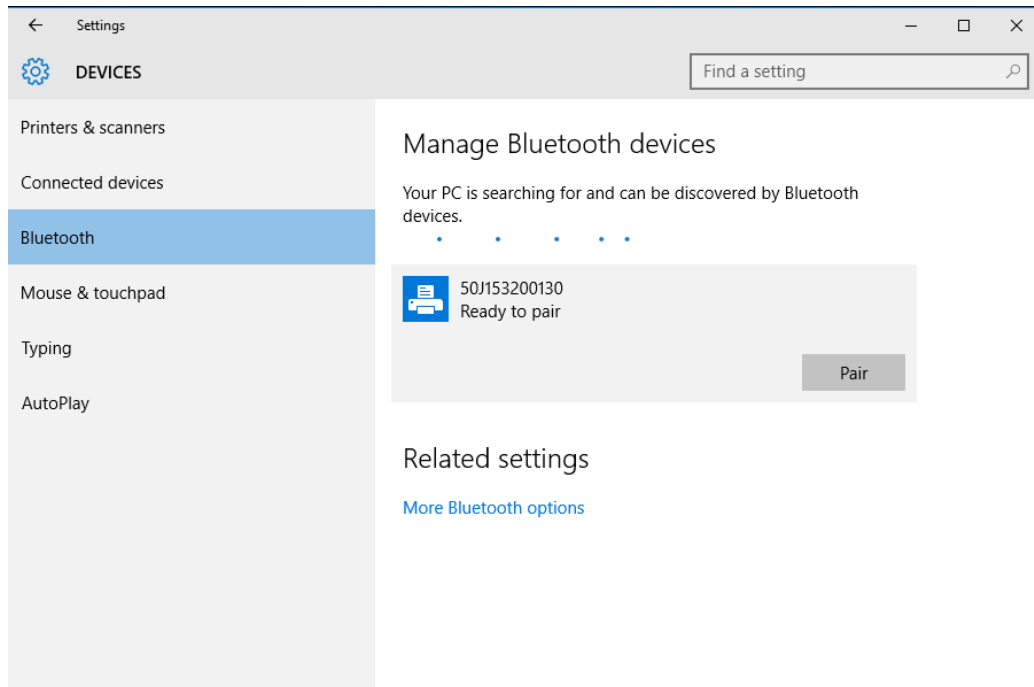 Settings
DEVICES
Find a setting
Printers & scanners
Connected devices
Bluetooth
Mouse & touchpad
Typing
AutoPlay
Manage Bluetooth devices
Your PC is searching for and can be discovered by Bluetooth
devices.
50J153200130
Ready to pair
Pair
Related settings
More Bluetooth options